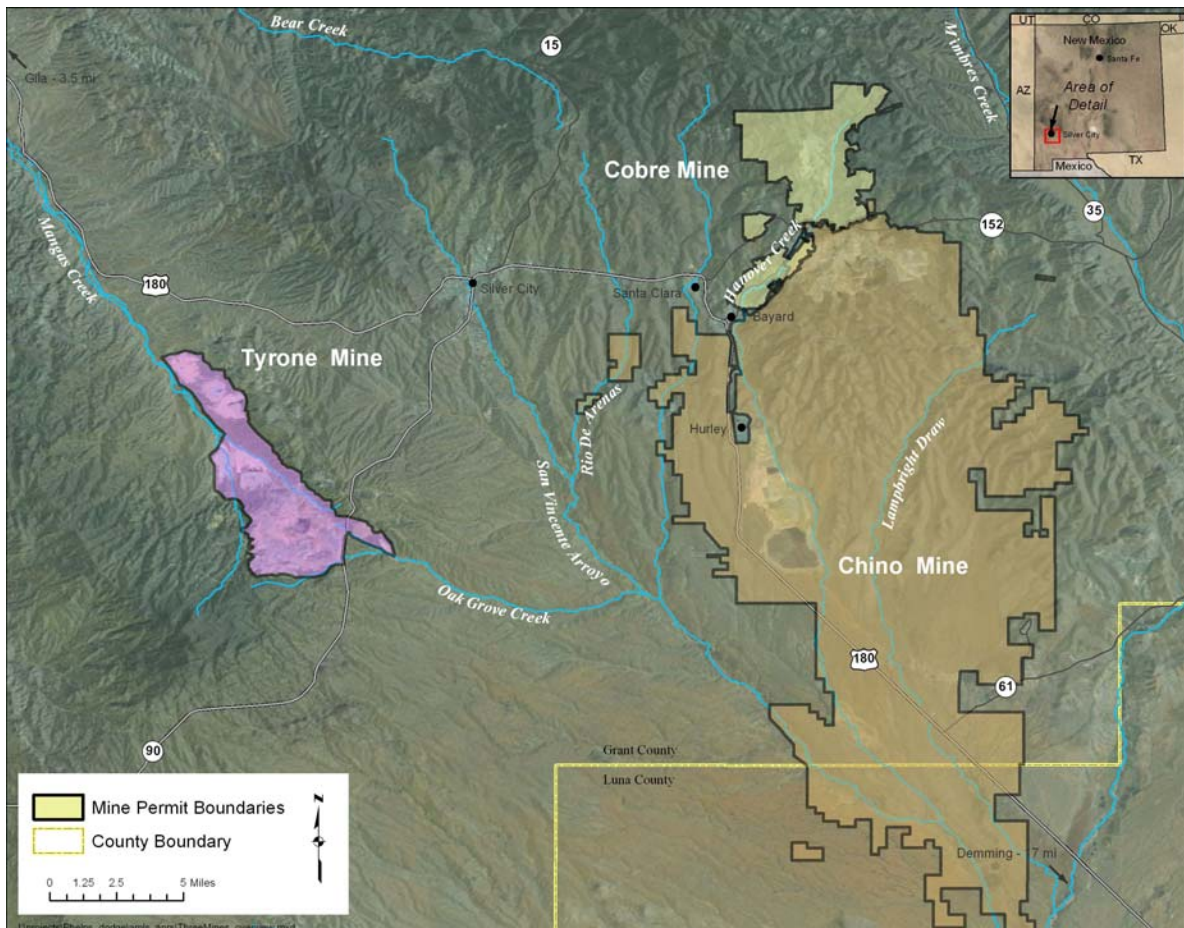 Bear Creek
15
Mimbres Creek
UT
CO
OK
New Mexico
Santa Fe
AZ
Area of
Detail
Silver City
TX
Mexico
Gila - 3.5 mi
Cobre Mine
35
152
Mangas Creek
180
Silver City
Santa Clara
Hanover Creek
Bayard
Tyrone Mine
Rio De Arenas
Hurley
Lampbright Draw
San Vincente Arroyo
Chino Mine
Oak Grove Creek
180
61
90
Grant County
Luna County
Mine Permit Boundaries
County Boundary
N
0 1.25 2.5 5 Miles
Demming - 17 mi